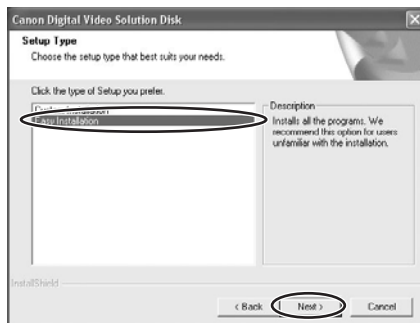 Canon Digital Video Solution Disk
Setup Type
Choose the setup type that best suits your needs.
Click the type of Setup you prefer.
Custom Installation
Easy Installation
Description
Installs all the programs. We
recommend this option for users
unfamiliar with the installation.
InstallShield
< Back
Next >
Cancel